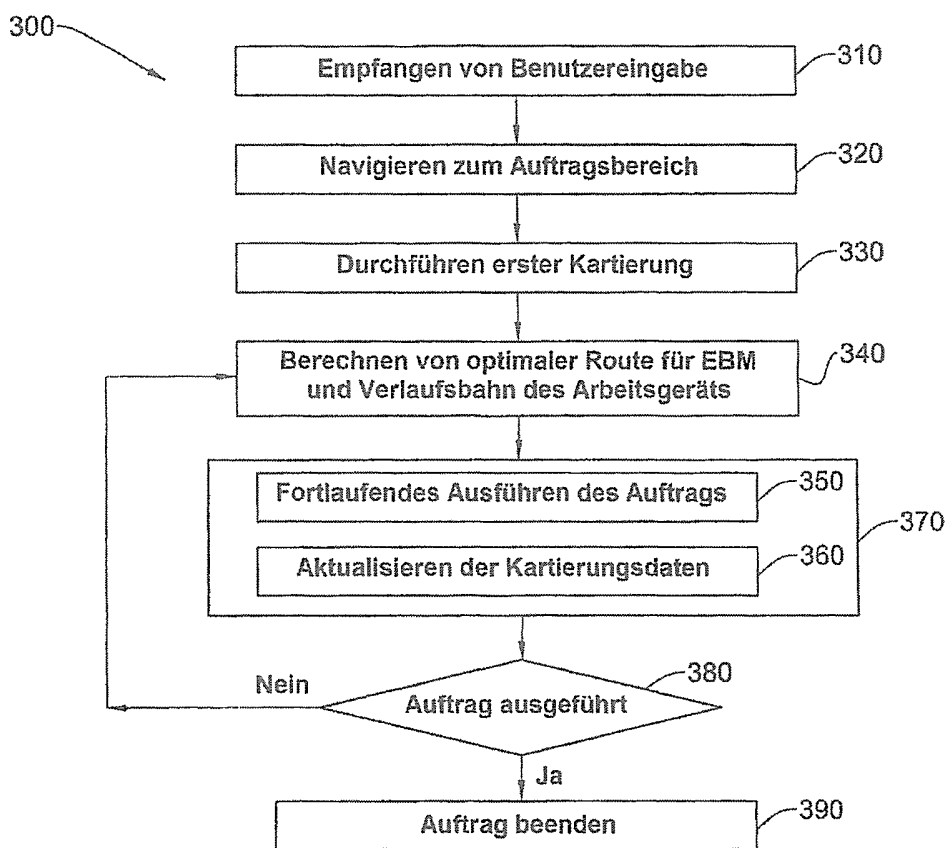 300
Empfangen von Benutzereingabe
310
Navigieren zum Auftragsbereich
320
Durchführen erster Kartierung
330
Berechnen von optimaler Route für EBM
und Verlaufsbahn des Arbeitsgeräts
340
Fortlaufendes Ausführen des Auftrags
350
370
Aktualisieren der Kartierungsdaten
360
Nein
Auftrag ausgeführt
380
Ja
Auftrag beenden
390